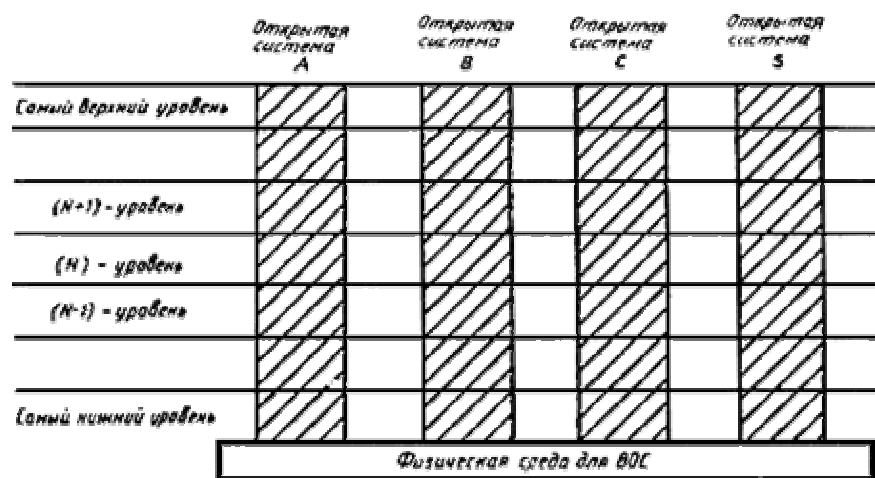 Открытая
система
A
Открытая
система
B
Открытая
система
C
Открытая
система
S
Самый верхний уровень
(N+1) - уровень
(N) - уровень
(N-1) - уровень
Самый нижний уровень
Физическая среда для ВОС